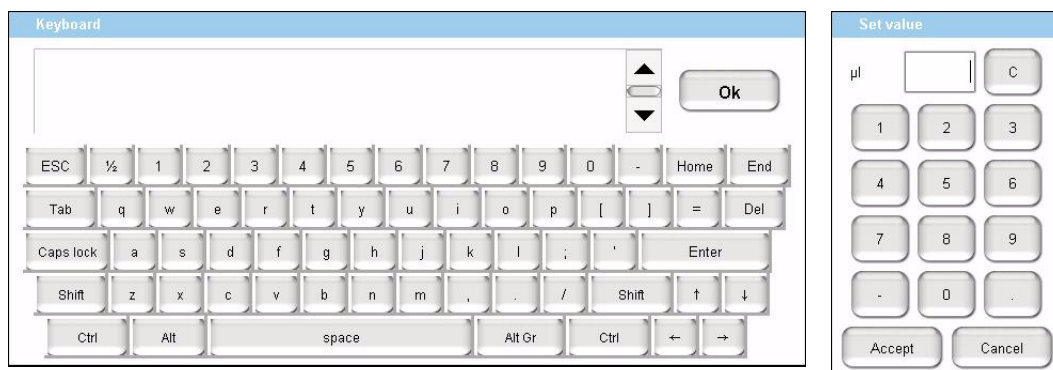 Keyboard
Ok
ESC ½ 1 2 3 4 5 6 7 8 9 0 - Home End
Tab q w e r t y u i o p [ ] = Del
Caps lock a s d f g h j k l ; ' Enter
Shift z x c v b n m , . / Shift ↑ ↓
Ctrl Alt space Alt Gr Ctrl ← →
Set value
µl C
1 2 3
4 5 6
7 8 9
- 0 .
Accept Cancel